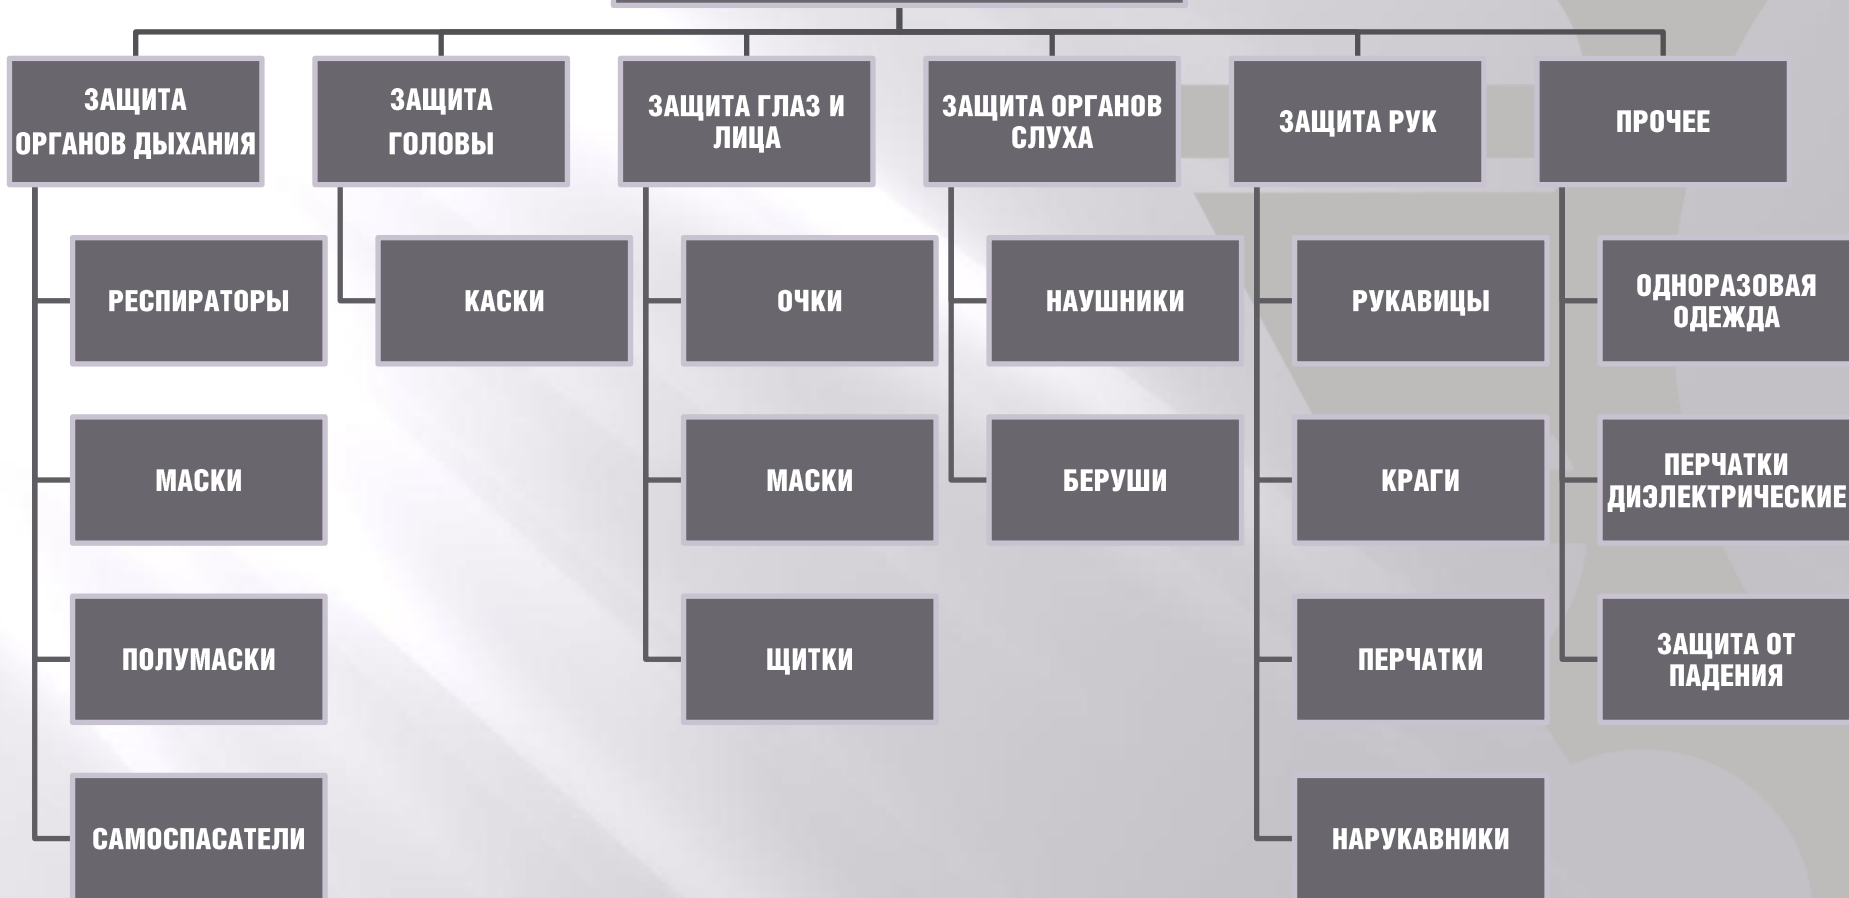 ЗАЩИТА
ОРГАНОВ ДЫХАНИЯ
ЗАЩИТА
ГОЛОВЫ
ЗАЩИТА ГЛАЗ И
ЛИЦА
ЗАЩИТА ОРГАНОВ
СЛУХА
ЗАЩИТА РУК
ПРОЧЕЕ
РЕСПИРАТОРЫ
КАСКИ
ОЧКИ
НАУШНИКИ
РУКАВИЦЫ
ОДНОРАЗОВАЯ
ОДЕЖДА
МАСКИ
МАСКИ
БЕРУШИ
КРАГИ
ПЕРЧАТКИ
ДИЭЛЕКТРИЧЕСКИЕ
ПОЛУМАСКИ
ЩИТКИ
ПЕРЧАТКИ
ЗАЩИТА ОТ
ПАДЕНИЯ
САМОСПАСАТЕЛИ
НАРУКАВНИКИ